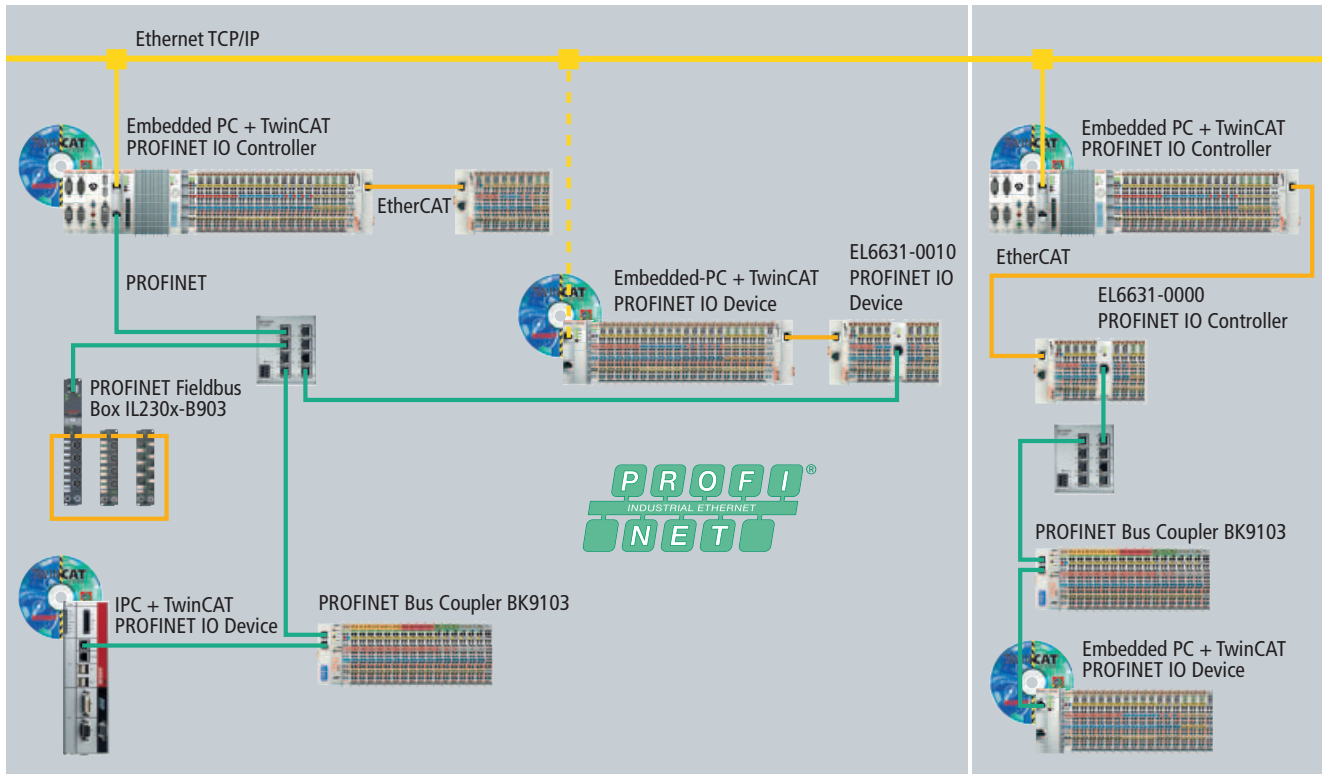 Ethernet TCP/IP
Embedded PC + TwinCAT
PROFINET IO Controller
EtherCAT
PROFINET
Embedded-PC + TwinCAT
PROFINET IO Device
EL6631-0010
PROFINET IO
Device
PROFINET Fieldbus
Box IL230x-B903
PROFI
INDUSTRIAL ETHERNET
NET
®
IPC + TwinCAT
PROFINET IO Device
PROFINET Bus Coupler BK9103
Embedded PC + TwinCAT
PROFINET IO Controller
EtherCAT
EL6631-0000
PROFINET IO Controller
PROFINET Bus Coupler BK9103
Embedded PC + TwinCAT
PROFINET IO Device